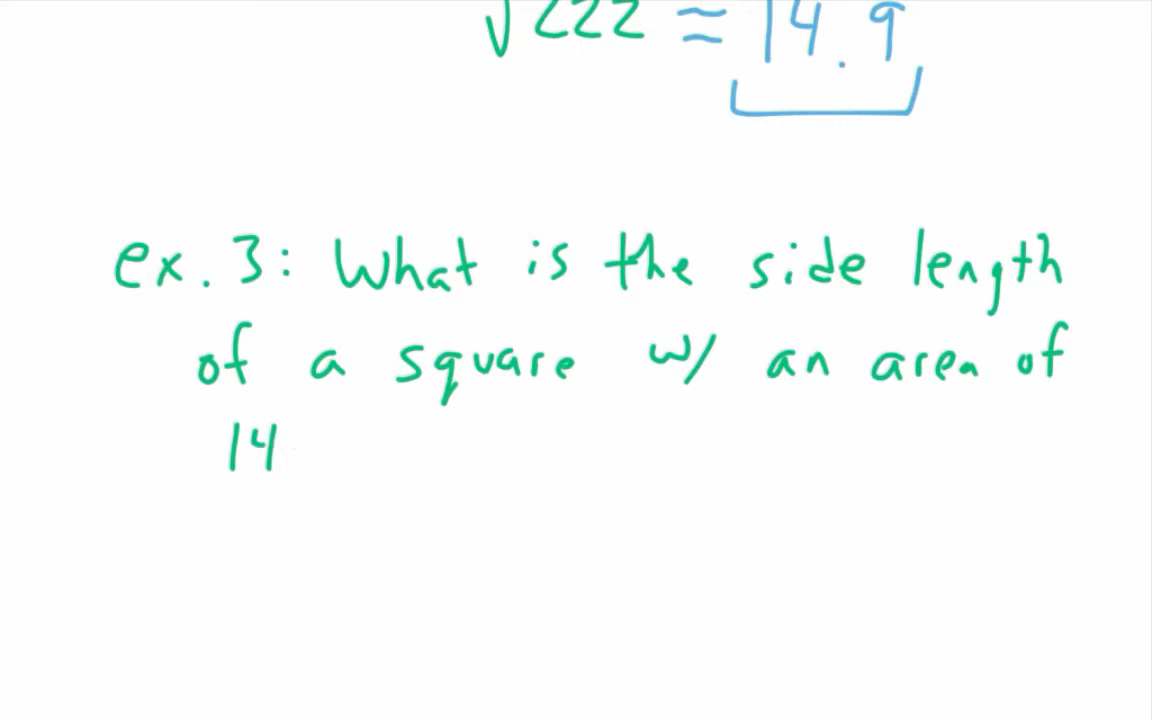 √222 ≈ 14.9
ex. 3: What is the side length
of a square w/ an area of
14